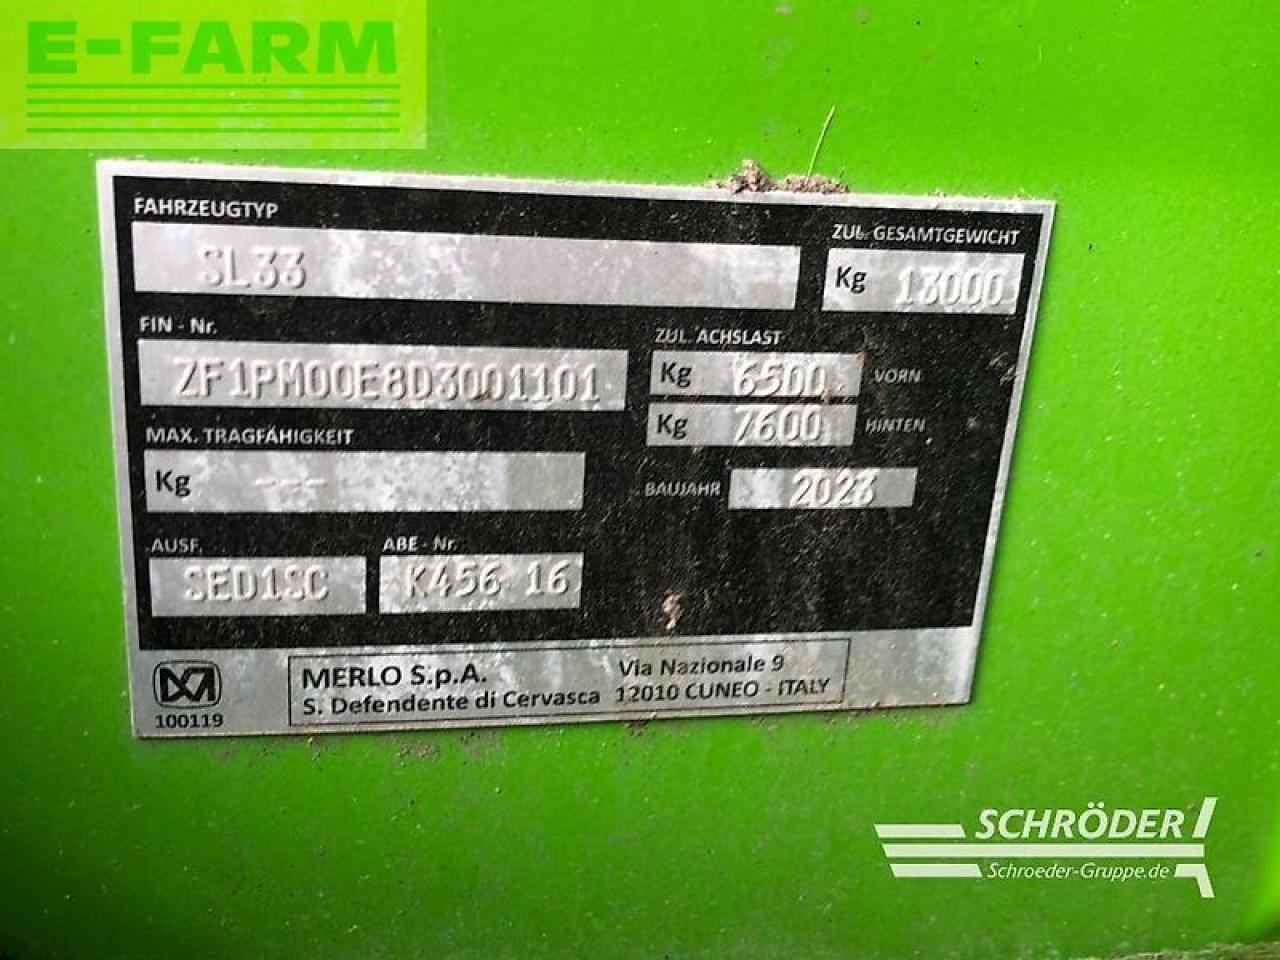 E-FARM
FAHRZEUGTYP
SL33
ZUL. GESAMTGEWICHT
Kg 13000
FIN - Nr.
ZF1PM00E8D3001101
ZUL. ACHSLAST
Kg 6500 VORN
Kg 7600 HINTEN
MAX. TRAGFÄHIGKEIT
Kg ---
BAUJAHR 2023
AUSF.
SED1SC
ABE - Nr.
K456 16
100119
MERLO S.p.A.
S. Defendente di Cervasca
Via Nazionale 9
12010 CUNEO - ITALY
SCHRÖDER
Schroeder-Gruppe.de